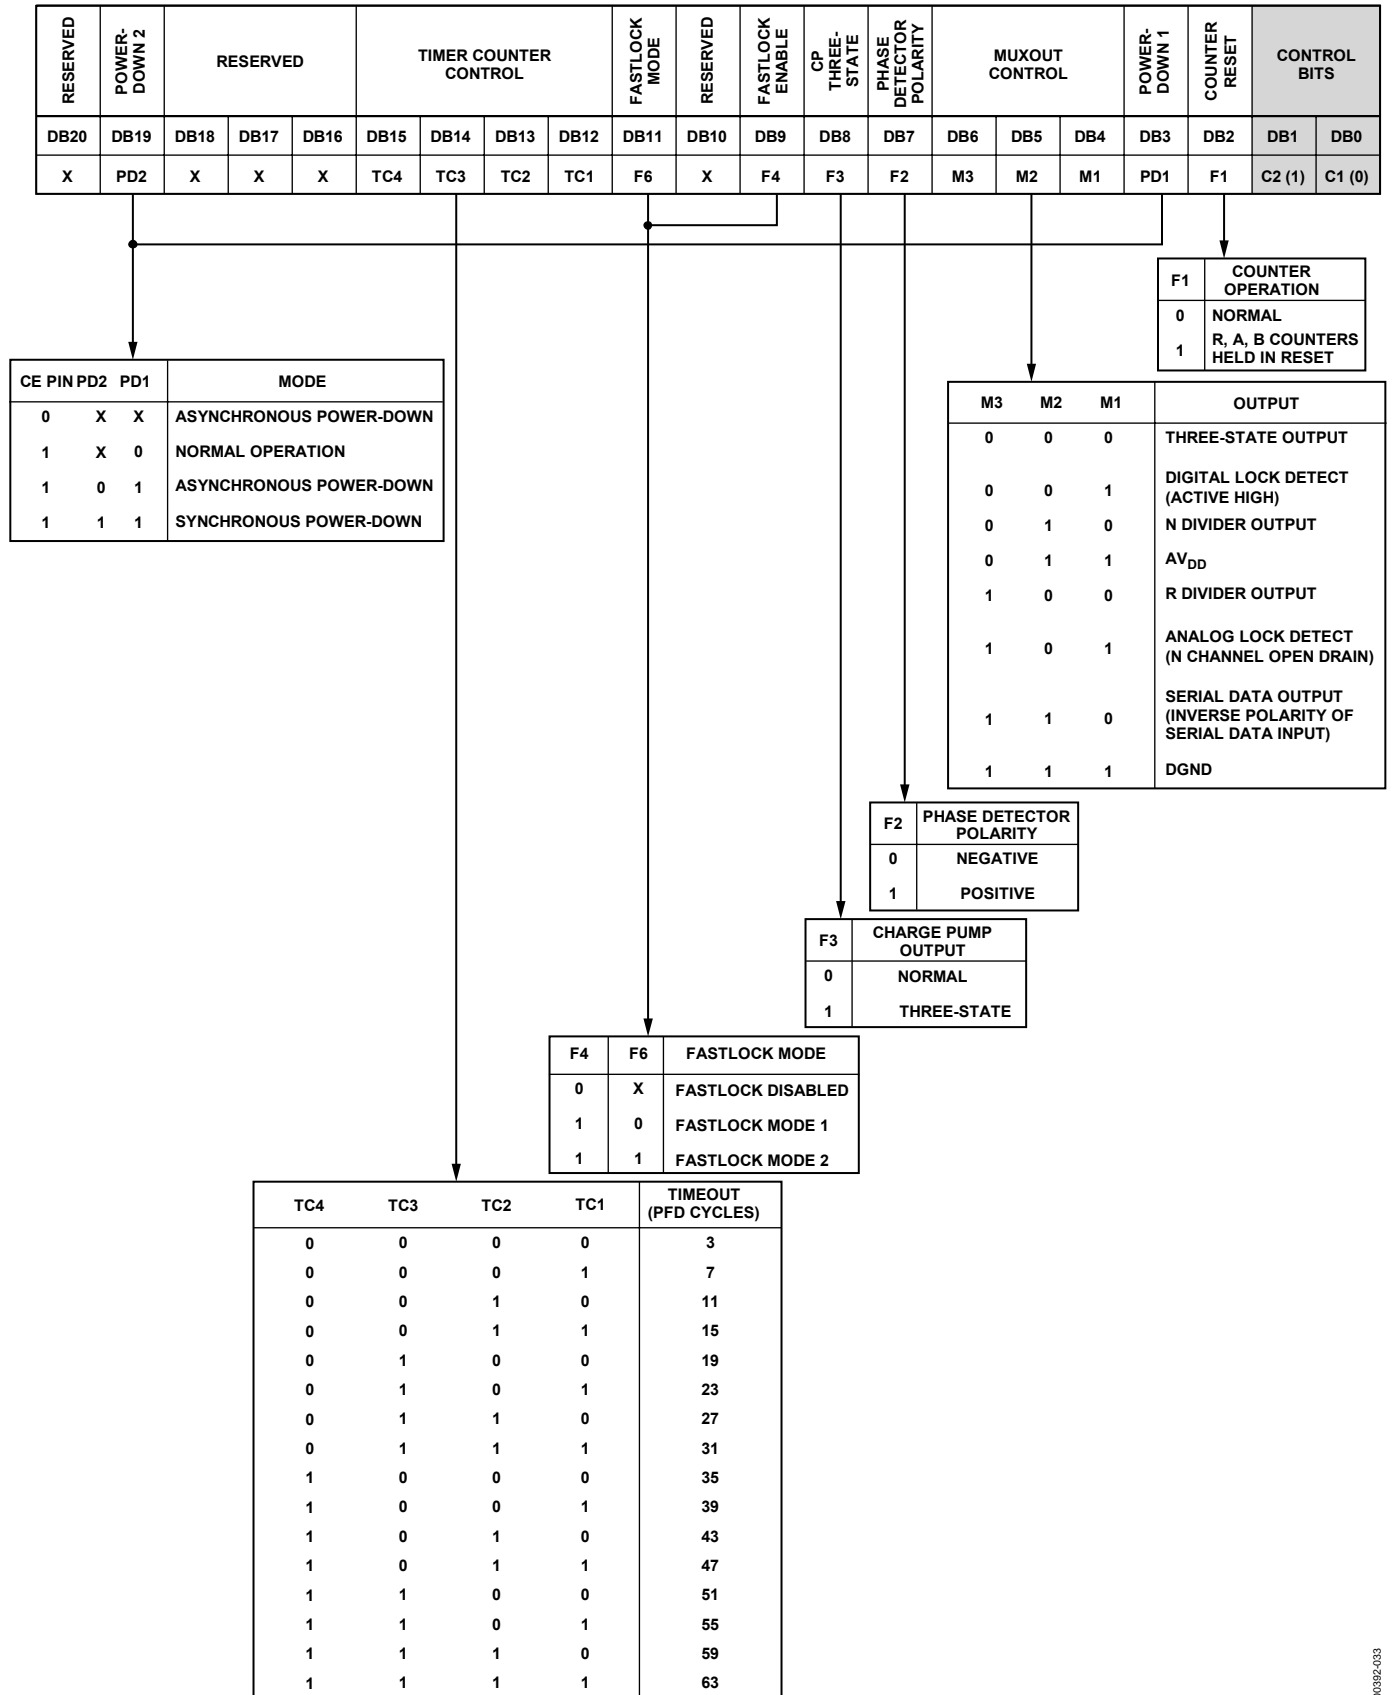 RESERVED POWER-DOWN 2 RESERVED TIMER COUNTER CONTROL FASTLOCK MODE RESERVED FASTLOCK ENABLE CP THREE-STATE PHASE DETECTOR POLARITY MUXOUT CONTROL POWER-DOWN 1 COUNTER RESET CONTROL BITS
DB20 DB19 DB18 DB17 DB16 DB15 DB14 DB13 DB12 DB11 DB10 DB9 DB8 DB7 DB6 DB5 DB4 DB3 DB2 DB1 DB0
X PD2 X X X TC4 TC3 TC2 TC1 F6 X F4 F3 F2 M3 M2 M1 PD1 F1 C2 (1) C1 (0)
F1 COUNTER OPERATION
0 NORMAL
1 R, A, B COUNTERS HELD IN RESET
CE PIN PD2 PD1 MODE
0 X X ASYNCHRONOUS POWER-DOWN
1 X 0 NORMAL OPERATION
1 0 1 ASYNCHRONOUS POWER-DOWN
1 1 1 SYNCHRONOUS POWER-DOWN
M3 M2 M1 OUTPUT
0 0 0 THREE-STATE OUTPUT
0 0 1 DIGITAL LOCK DETECT (ACTIVE HIGH)
0 1 0 N DIVIDER OUTPUT
0 1 1 AVDD
1 0 0 R DIVIDER OUTPUT
1 0 1 ANALOG LOCK DETECT (N CHANNEL OPEN DRAIN)
1 1 0 SERIAL DATA OUTPUT (INVERSE POLARITY OF SERIAL DATA INPUT)
1 1 1 DGND
F2 PHASE DETECTOR POLARITY
0 NEGATIVE
1 POSITIVE
F3 CHARGE PUMP OUTPUT
0 NORMAL
1 THREE-STATE
F4 F6 FASTLOCK MODE
0 X FASTLOCK DISABLED
1 0 FASTLOCK MODE 1
1 1 FASTLOCK MODE 2
TC4 TC3 TC2 TC1 TIMEOUT (PFD CYCLES)
0 0 0 0 3
0 0 0 1 7
0 0 1 0 11
0 0 1 1 15
0 1 0 0 19
0 1 0 1 23
0 1 1 0 27
0 1 1 1 31
1 0 0 0 35
1 0 0 1 39
1 0 1 0 43
1 0 1 1 47
1 1 0 0 51
1 1 0 1 55
1 1 1 0 59
1 1 1 1 63